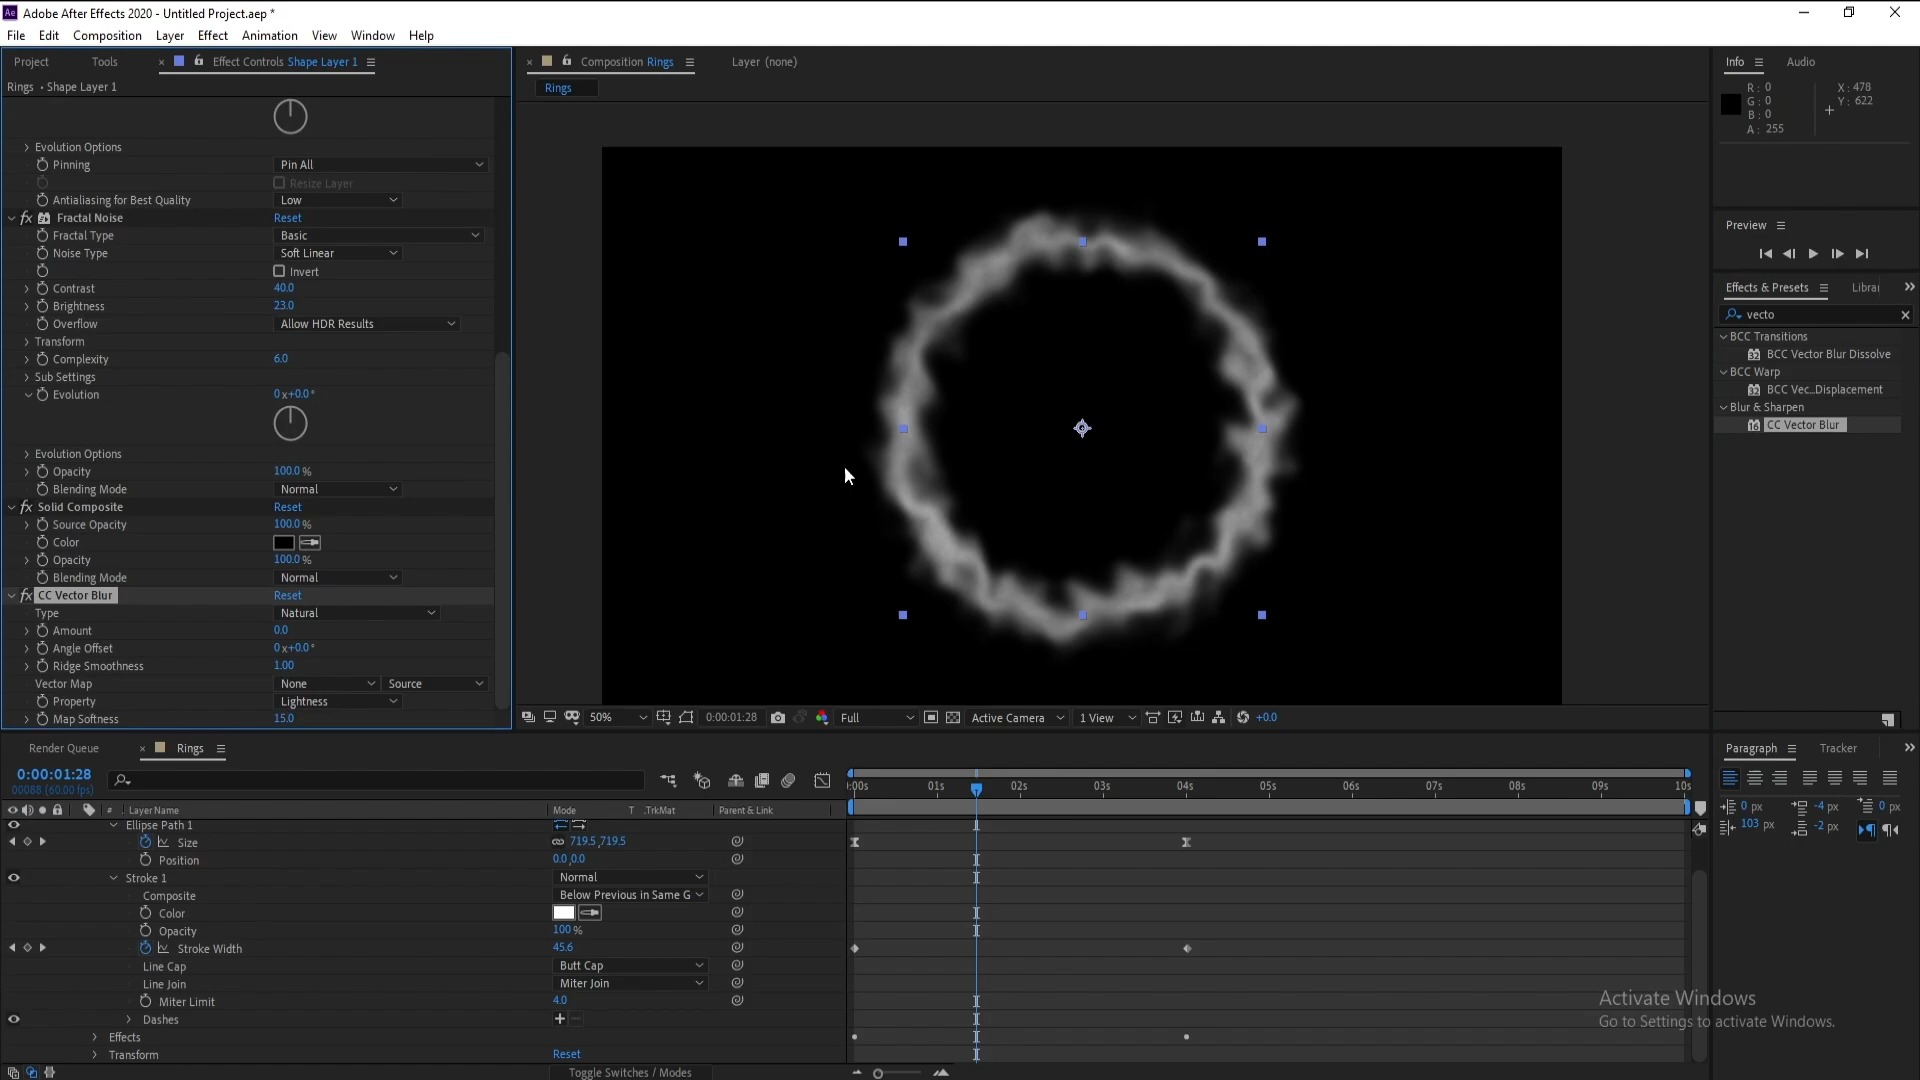 Adobe After Effects 2020 - Untitled Project.aep *
File Edit Composition Layer Effect Animation View Window Help
Project Tools × Effect Controls Shape Layer 1
Rings • Shape Layer 1
Evolution Options
Pinning Pin All
Resize Layer
Antialiasing for Best Quality Low
fx Fractal Noise Reset
Fractal Type Basic
Noise Type Soft Linear
Invert
Contrast 40.0
Brightness 23.0
Overflow Allow HDR Results
Transform
Complexity 6.0
Sub Settings
Evolution 0x+0.0°
Evolution Options
Opacity 100.0 %
Blending Mode Normal
fx Solid Composite Reset
Source Opacity 100.0 %
Color
Opacity 100.0 %
Blending Mode Normal
fx CC Vector Blur Reset
Type Natural
Amount 0.0
Angle Offset 0x+0.0°
Ridge Smoothness 1.00
Vector Map None Source
Property Lightness
Map Softness 15.0
× Composition Rings Layer (none)
Rings
50% 0:00:01:28 Full Active Camera 1 View +0.0
Info Audio
R: 0 X: 478
G: 0 Y: 622
B: 0
A: 255
Preview
Effects & Presets Librar
vecto
BCC Transitions
BCC Vector Blur Dissolve
BCC Warp
BCC Vec...Displacement
Blur & Sharpen
CC Vector Blur
Render Queue × Rings
0:00:01:28
00088 (60.00 fps)
# Layer Name Mode T .TrkMat Parent & Link
:00s 01s 02s 03s 04s 05s 06s 07s 08s 09s 10s
Ellipse Path 1
Size 719.5,719.5
Position 0.0,0.0
Stroke 1 Normal
Composite Below Previous in Same G
Color
Opacity 100 %
Stroke Width 45.6
Line Cap Butt Cap
Line Join Miter Join
Miter Limit 4.0
Dashes + −
Effects
Transform Reset
Toggle Switches / Modes
Paragraph Tracker
0 px -4 px 0 px
103 px -2 px
Activate Windows
Go to Settings to activate Windows.